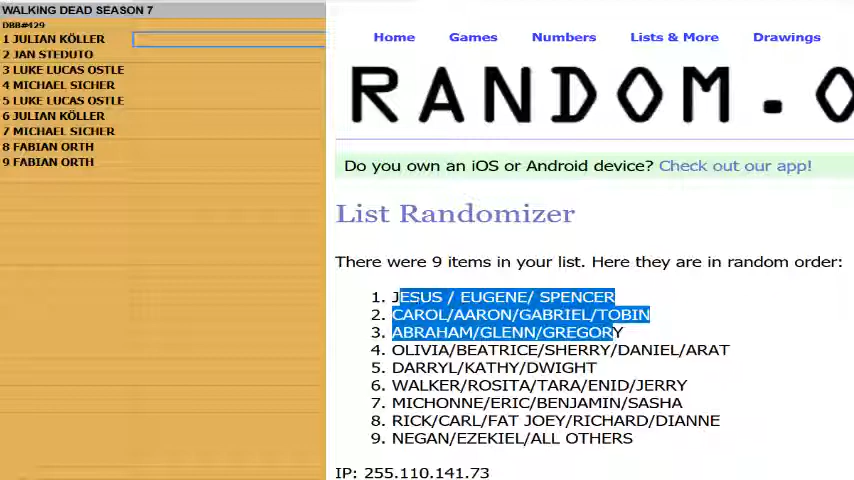 WALKING DEAD SEASON 7
DBB#429
1 JULIAN KÖLLER
2 JAN STEDUTO
3 LUKE LUCAS OSTLE
4 MICHAEL SICHER
5 LUKE LUCAS OSTLE
6 JULIAN KÖLLER
7 MICHAEL SICHER
8 FABIAN ORTH
9 FABIAN ORTH
Home Games Numbers Lists & More Drawings
RANDOM.O
Do you own an iOS or Android device? Check out our app!
List Randomizer
There were 9 items in your list. Here they are in random order:
1. JESUS / EUGENE/ SPENCER
2. CAROL/AARON/GABRIEL/TOBIN
3. ABRAHAM/GLENN/GREGORY
4. OLIVIA/BEATRICE/SHERRY/DANIEL/ARAT
5. DARRYL/KATHY/DWIGHT
6. WALKER/ROSITA/TARA/ENID/JERRY
7. MICHONNE/ERIC/BENJAMIN/SASHA
8. RICK/CARL/FAT JOEY/RICHARD/DIANNE
9. NEGAN/EZEKIEL/ALL OTHERS
IP: 255.110.141.73